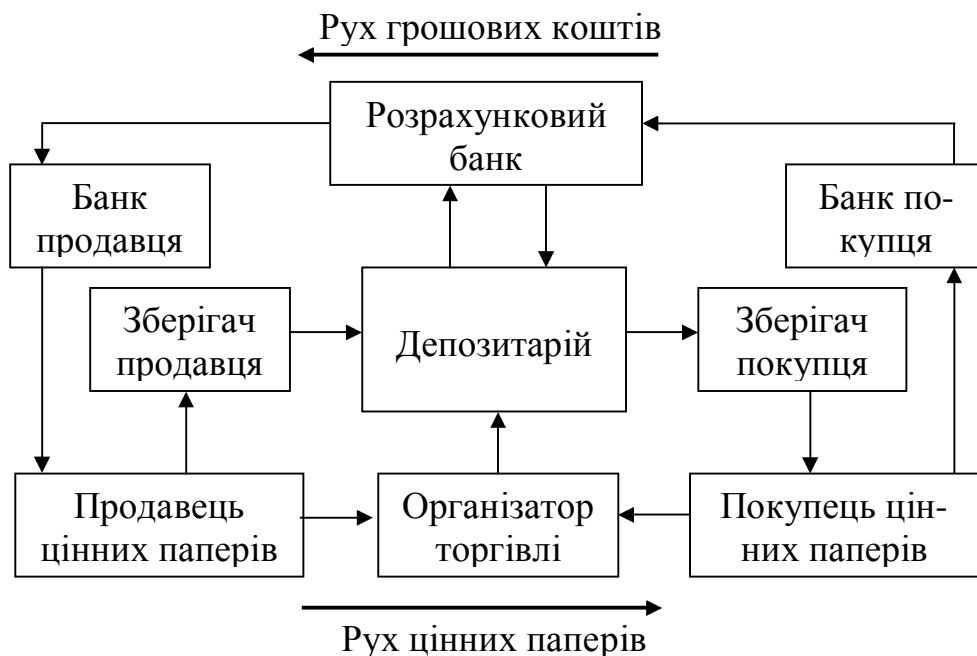 Рух грошових коштів
Розрахунковий
банк
Банк
продавця
Банк по-
купця
Зберігач
продавця
Депозитарій
Зберігач
покупця
Продавець
цінних паперів
Організатор
торгівлі
Покупець цін-
них паперів
Рух цінних паперів